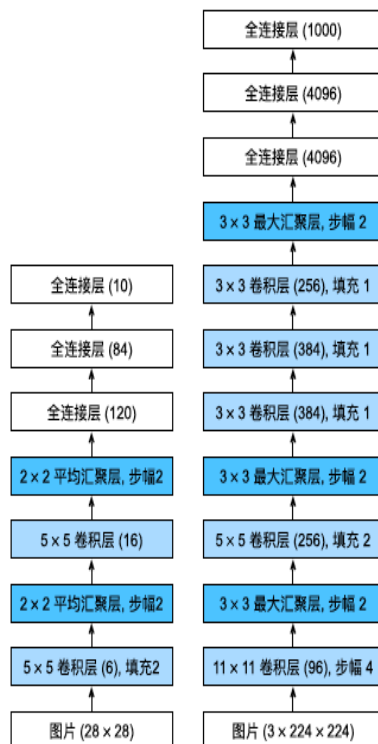 全连接层 (1000)
全连接层 (4096)
全连接层 (4096)
3 × 3 最大汇聚层, 步幅 2
3 × 3 卷积层 (256), 填充 1
3 × 3 卷积层 (384), 填充 1
3 × 3 卷积层 (384), 填充 1
3 × 3 最大汇聚层, 步幅 2
5 × 5 卷积层 (256), 填充 2
3 × 3 最大汇聚层, 步幅 2
11 × 11 卷积层 (96), 步幅 4
图片 (3 × 224 × 224)
全连接层 (10)
全连接层 (84)
全连接层 (120)
2 × 2 平均汇聚层, 步幅2
5 × 5 卷积层 (16)
2 × 2 平均汇聚层, 步幅2
5 × 5 卷积层 (6), 填充2
图片 (28 × 28)